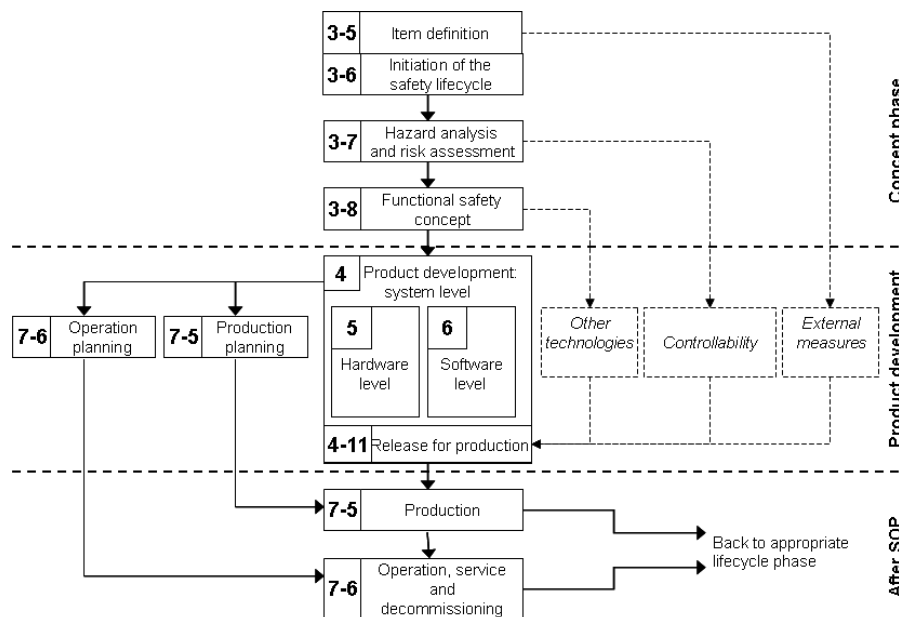 3-5
Item definition
3-6
Initiation of the
safety lifecycle
3-7
Hazard analysis
and risk assessment
3-8
Functional safety
concept
Concept phase
4
Product development:
system level
7-6
Operation
planning
7-5
Production
planning
5
Hardware
level
6
Software
level
Other
technologies
Controllability
External
measures
4-11
Release for production
Product development
7-5
Production
7-6
Operation, service
and
decommissioning
Back to appropriate
lifecycle phase
After SOP